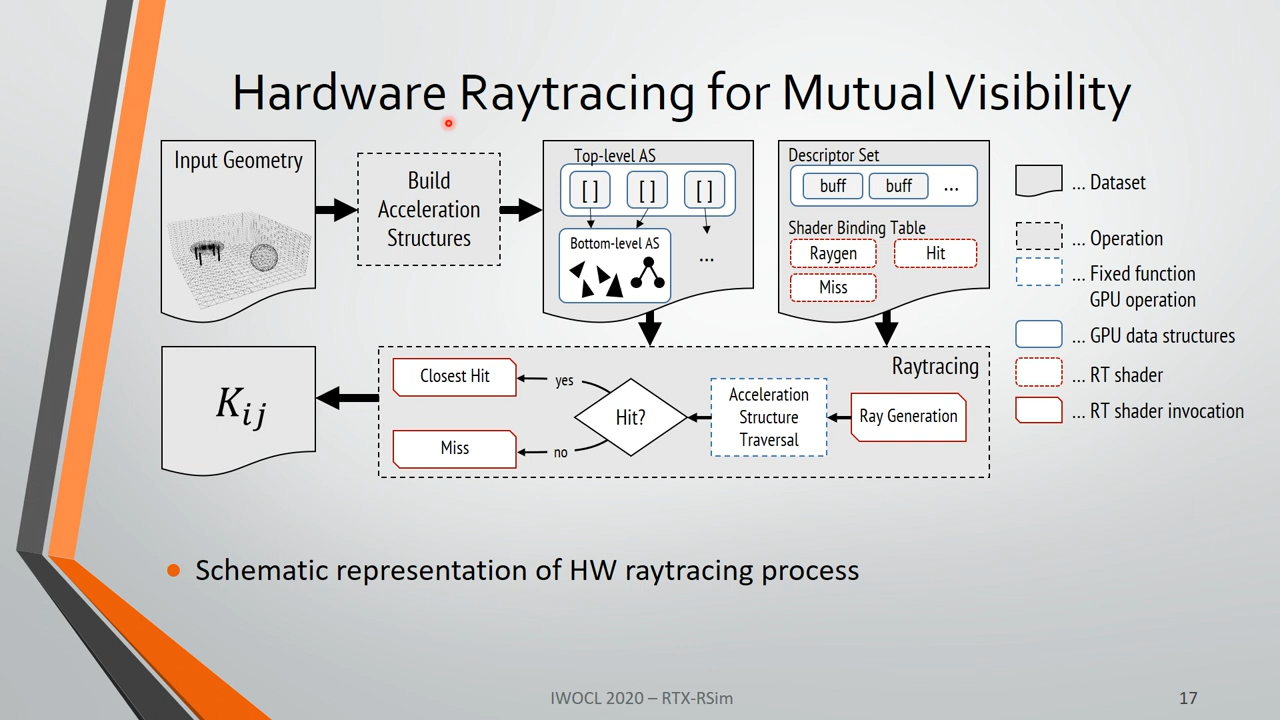 Hardware Raytracing for Mutual Visibility
Input Geometry
Build
Acceleration
Structures
Top-level AS
[ ] [ ] [ ]
Bottom-level AS
...
Descriptor Set
buff buff ...
Shader Binding Table
Raygen Hit
Miss
... Dataset
... Operation
... Fixed function
GPU operation
... GPU data structures
... RT shader
... RT shader invocation
Raytracing
K_{ij}
Closest Hit
yes
Hit?
no
Miss
Acceleration
Structure
Traversal
Ray Generation
Schematic representation of HW raytracing process
IWOCL 2020 – RTX-RSim
17